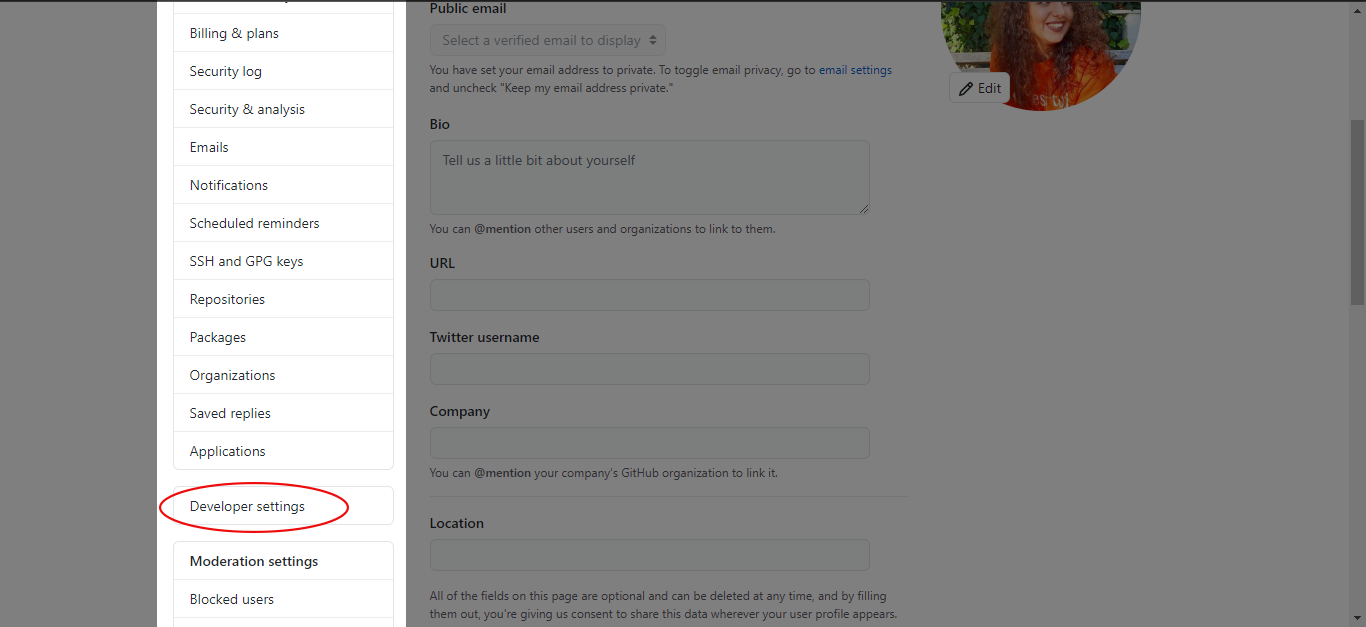 Billing & plans
Security log
Security & analysis
Emails
Notifications
Scheduled reminders
SSH and GPG keys
Repositories
Packages
Organizations
Saved replies
Applications
Developer settings
Moderation settings
Blocked users
Public email
Select a verified email to display
You have set your email address to private. To toggle email privacy, go to email settings
and uncheck "Keep my email address private."
Bio
Tell us a little bit about yourself
You can @mention other users and organizations to link to them.
URL
Twitter username
Company
You can @mention your company's GitHub organization to link it.
Location
All of the fields on this page are optional and can be deleted at any time, and by filling
them out, you're giving us consent to share this data wherever your user profile appears.
Edit